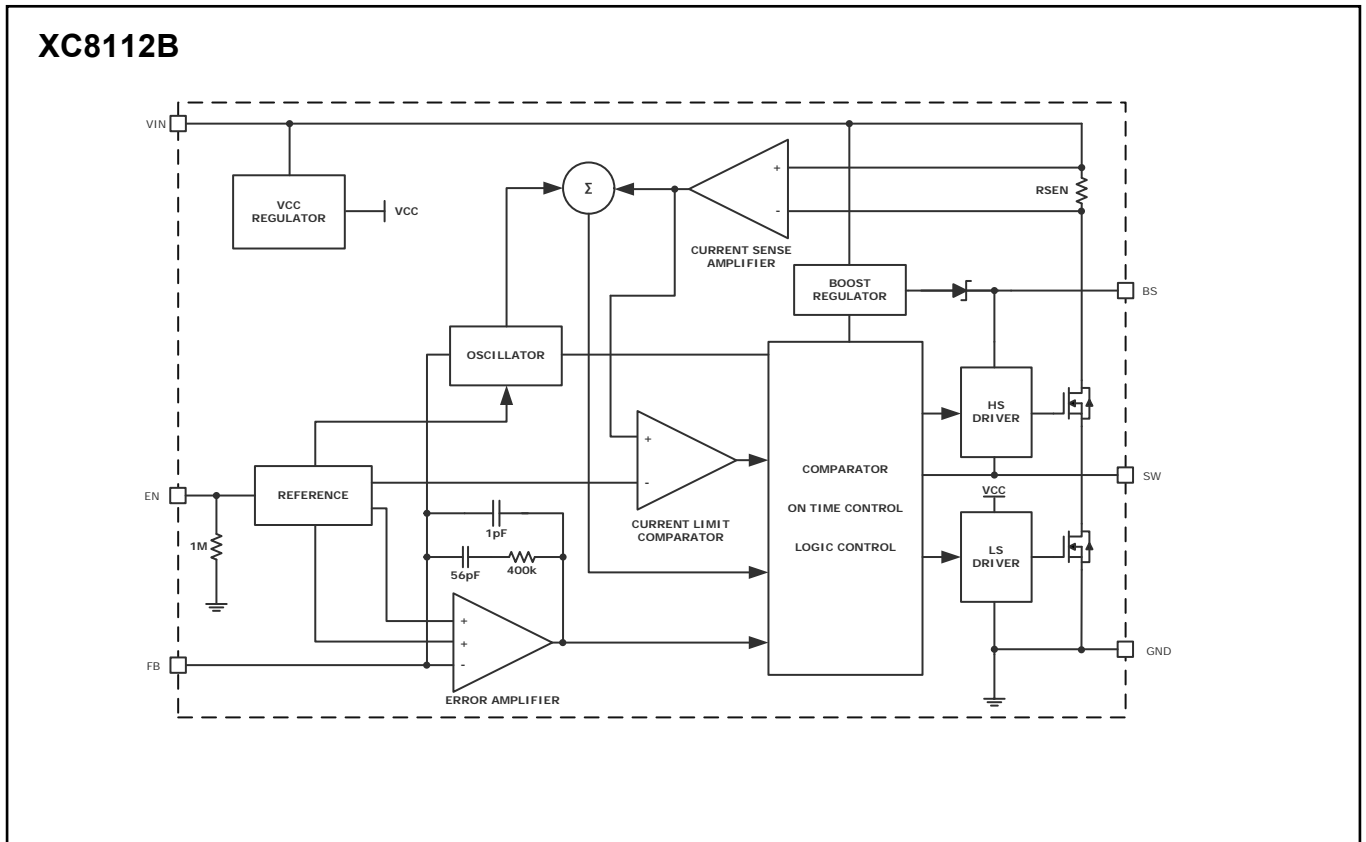 XC8112B
VIN
VCC
REGULATOR
VCC
Σ
+
-
CURRENT SENSE
AMPLIFIER
RSEN
BOOST
REGULATOR
BS
OSCILLATOR
HS
DRIVER
+
-
CURRENT LIMIT
COMPARATOR
COMPARATOR
ON TIME CONTROL
LOGIC CONTROL
SW
EN
REFERENCE
1M
1pF
56pF
400k
VCC
LS
DRIVER
+
+
-
ERROR AMPLIFIER
FB
GND